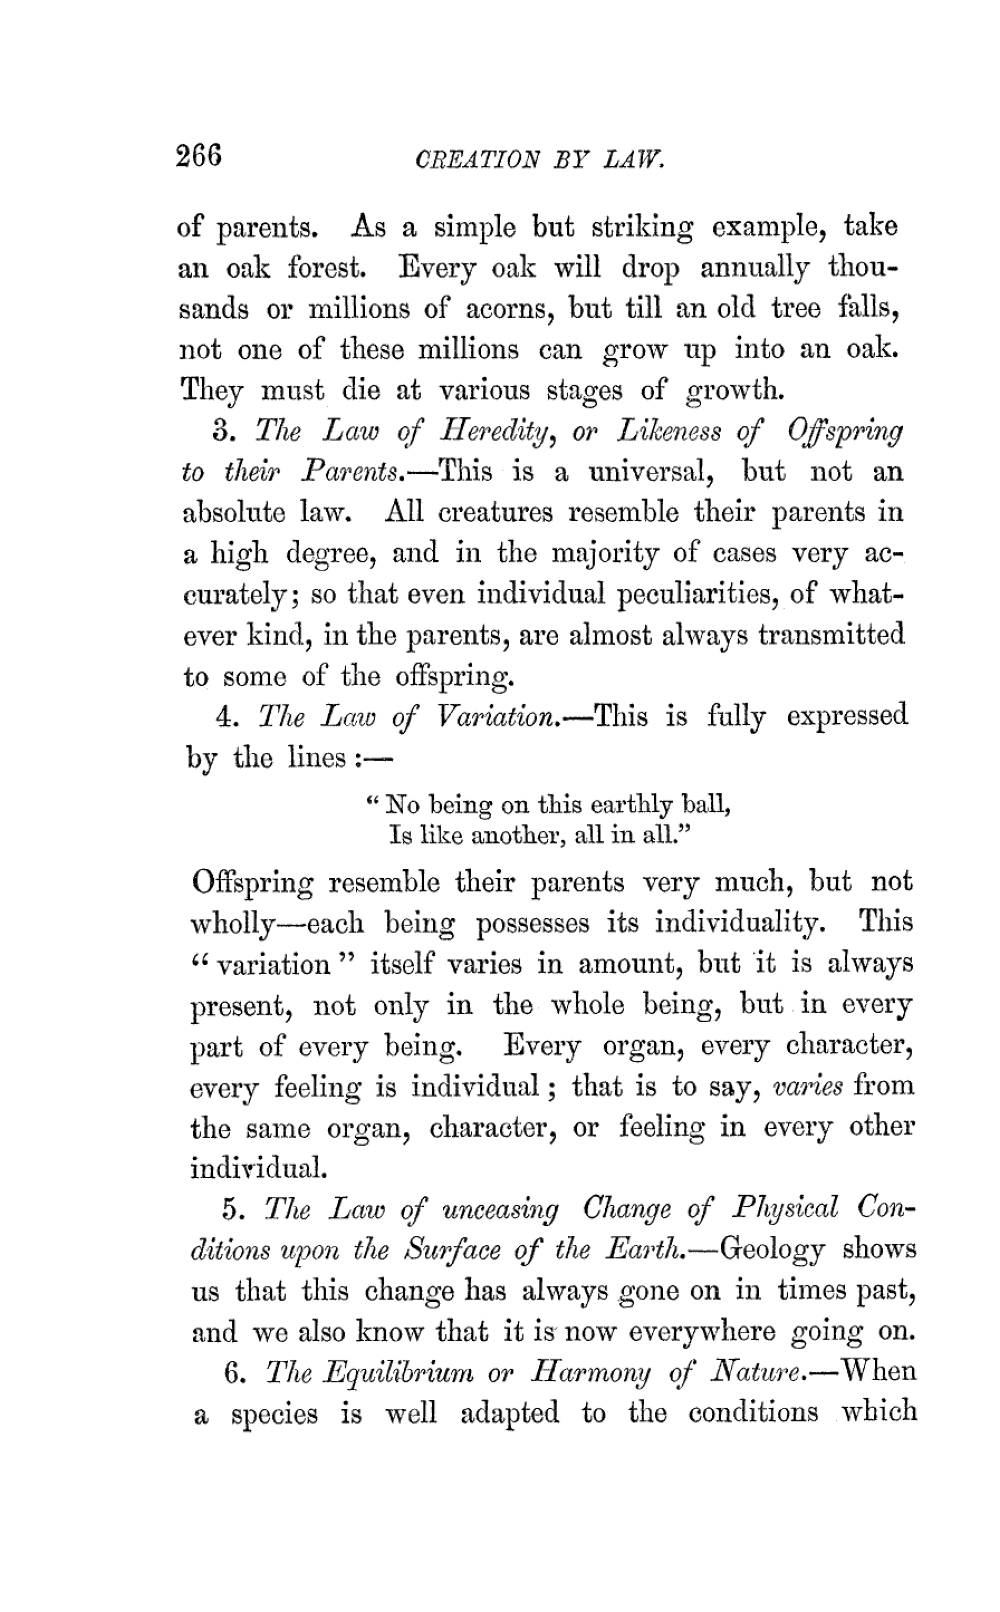 266 CREATION BY LAW.
of parents. As a simple but striking example, take
an oak forest. Every oak will drop annually thou-
sands or millions of acorns, but till an old tree falls,
not one of these millions can grow up into an oak.
They must die at various stages of growth.
3. The Law of Heredity, or Likeness of Offspring
to their Parents.—This is a universal, but not an
absolute law. All creatures resemble their parents in
a high degree, and in the majority of cases very ac-
curately; so that even individual peculiarities, of what-
ever kind, in the parents, are almost always transmitted
to some of the offspring.
4. The Law of Variation.—This is fully expressed
by the lines :—
“ No being on this earthly ball,
Is like another, all in all.”
Offspring resemble their parents very much, but not
wholly—each being possesses its individuality. This
“ variation ” itself varies in amount, but it is always
present, not only in the whole being, but in every
part of every being. Every organ, every character,
every feeling is individual ; that is to say, varies from
the same organ, character, or feeling in every other
individual.
5. The Law of unceasing Change of Physical Con-
ditions upon the Surface of the Earth.—Geology shows
us that this change has always gone on in times past,
and we also know that it is now everywhere going on.
6. The Equilibrium or Harmony of Nature.—When
a species is well adapted to the conditions which